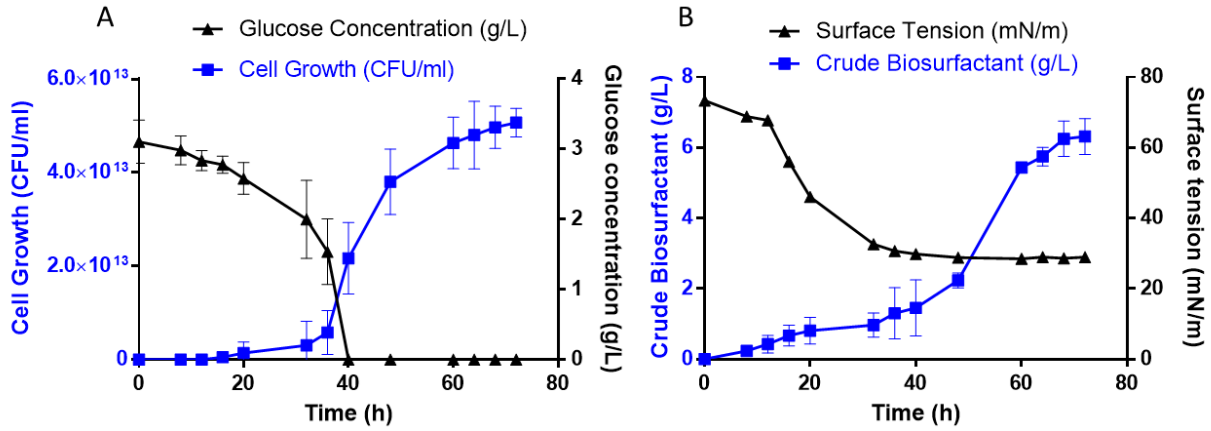 A
Glucose Concentration (g/L)
Cell Growth (CFU/ml)
6.0×10¹³
4.0×10¹³
2.0×10¹³
0
Cell Growth (CFU/ml)
4
3
2
1
0
Glucose concentration (g/L)
0 20 40 60 80
Time (h)
B
Surface Tension (mN/m)
Crude Biosurfactant (g/L)
8
6
4
2
0
Crude Biosurfactant (g/L)
80
60
40
20
0
Surface tension (mN/m)
0 20 40 60 80
Time (h)